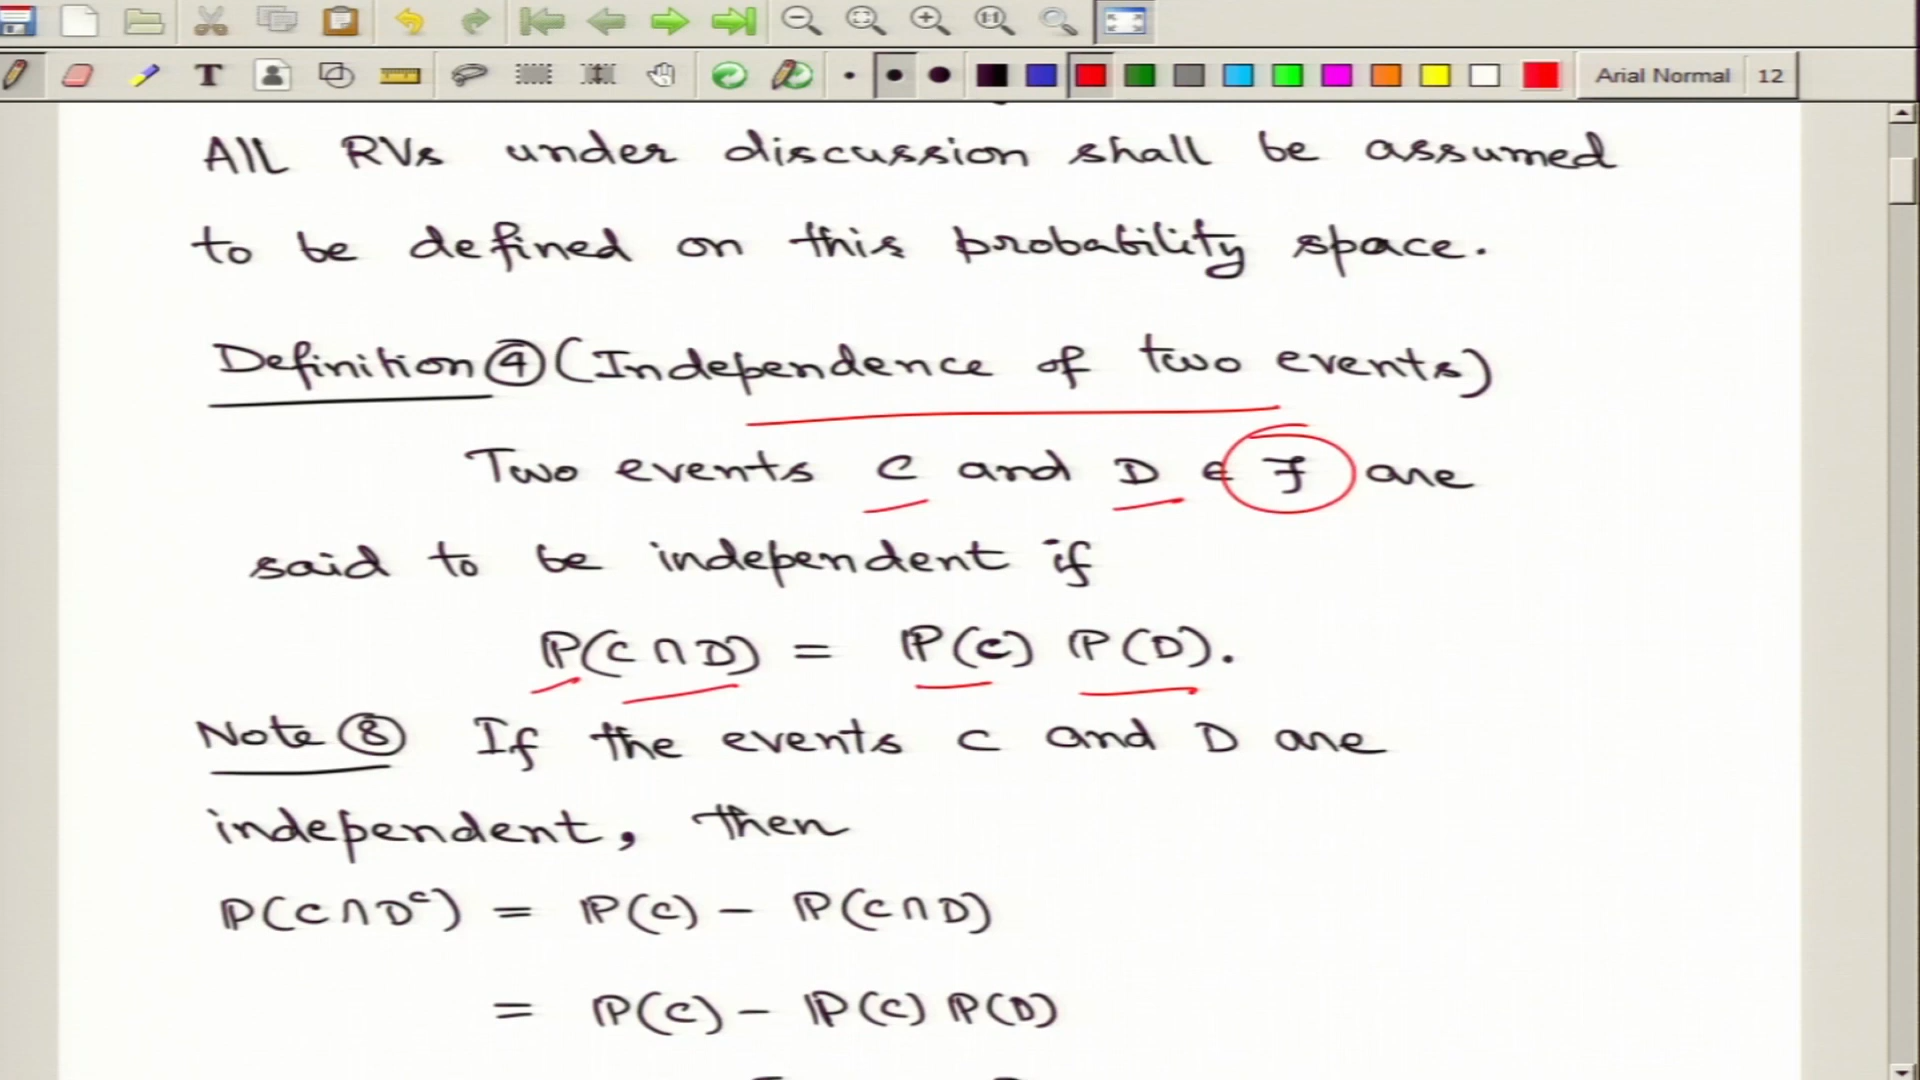 1:1
T
Arial Normal 12
All RVs under discussion shall be assumed
to be defined on this probability space.
Definition ④ (Independence of two events)
Two events C and D ∈ ℱ are
said to be independent if
ℙ(C ∩ D) = ℙ(C) ℙ(D).
Note ⑧ If the events C and D are
independent, then
ℙ(C ∩ Dᶜ) = ℙ(C) − ℙ(C ∩ D)
= ℙ(C) − ℙ(C) ℙ(D)